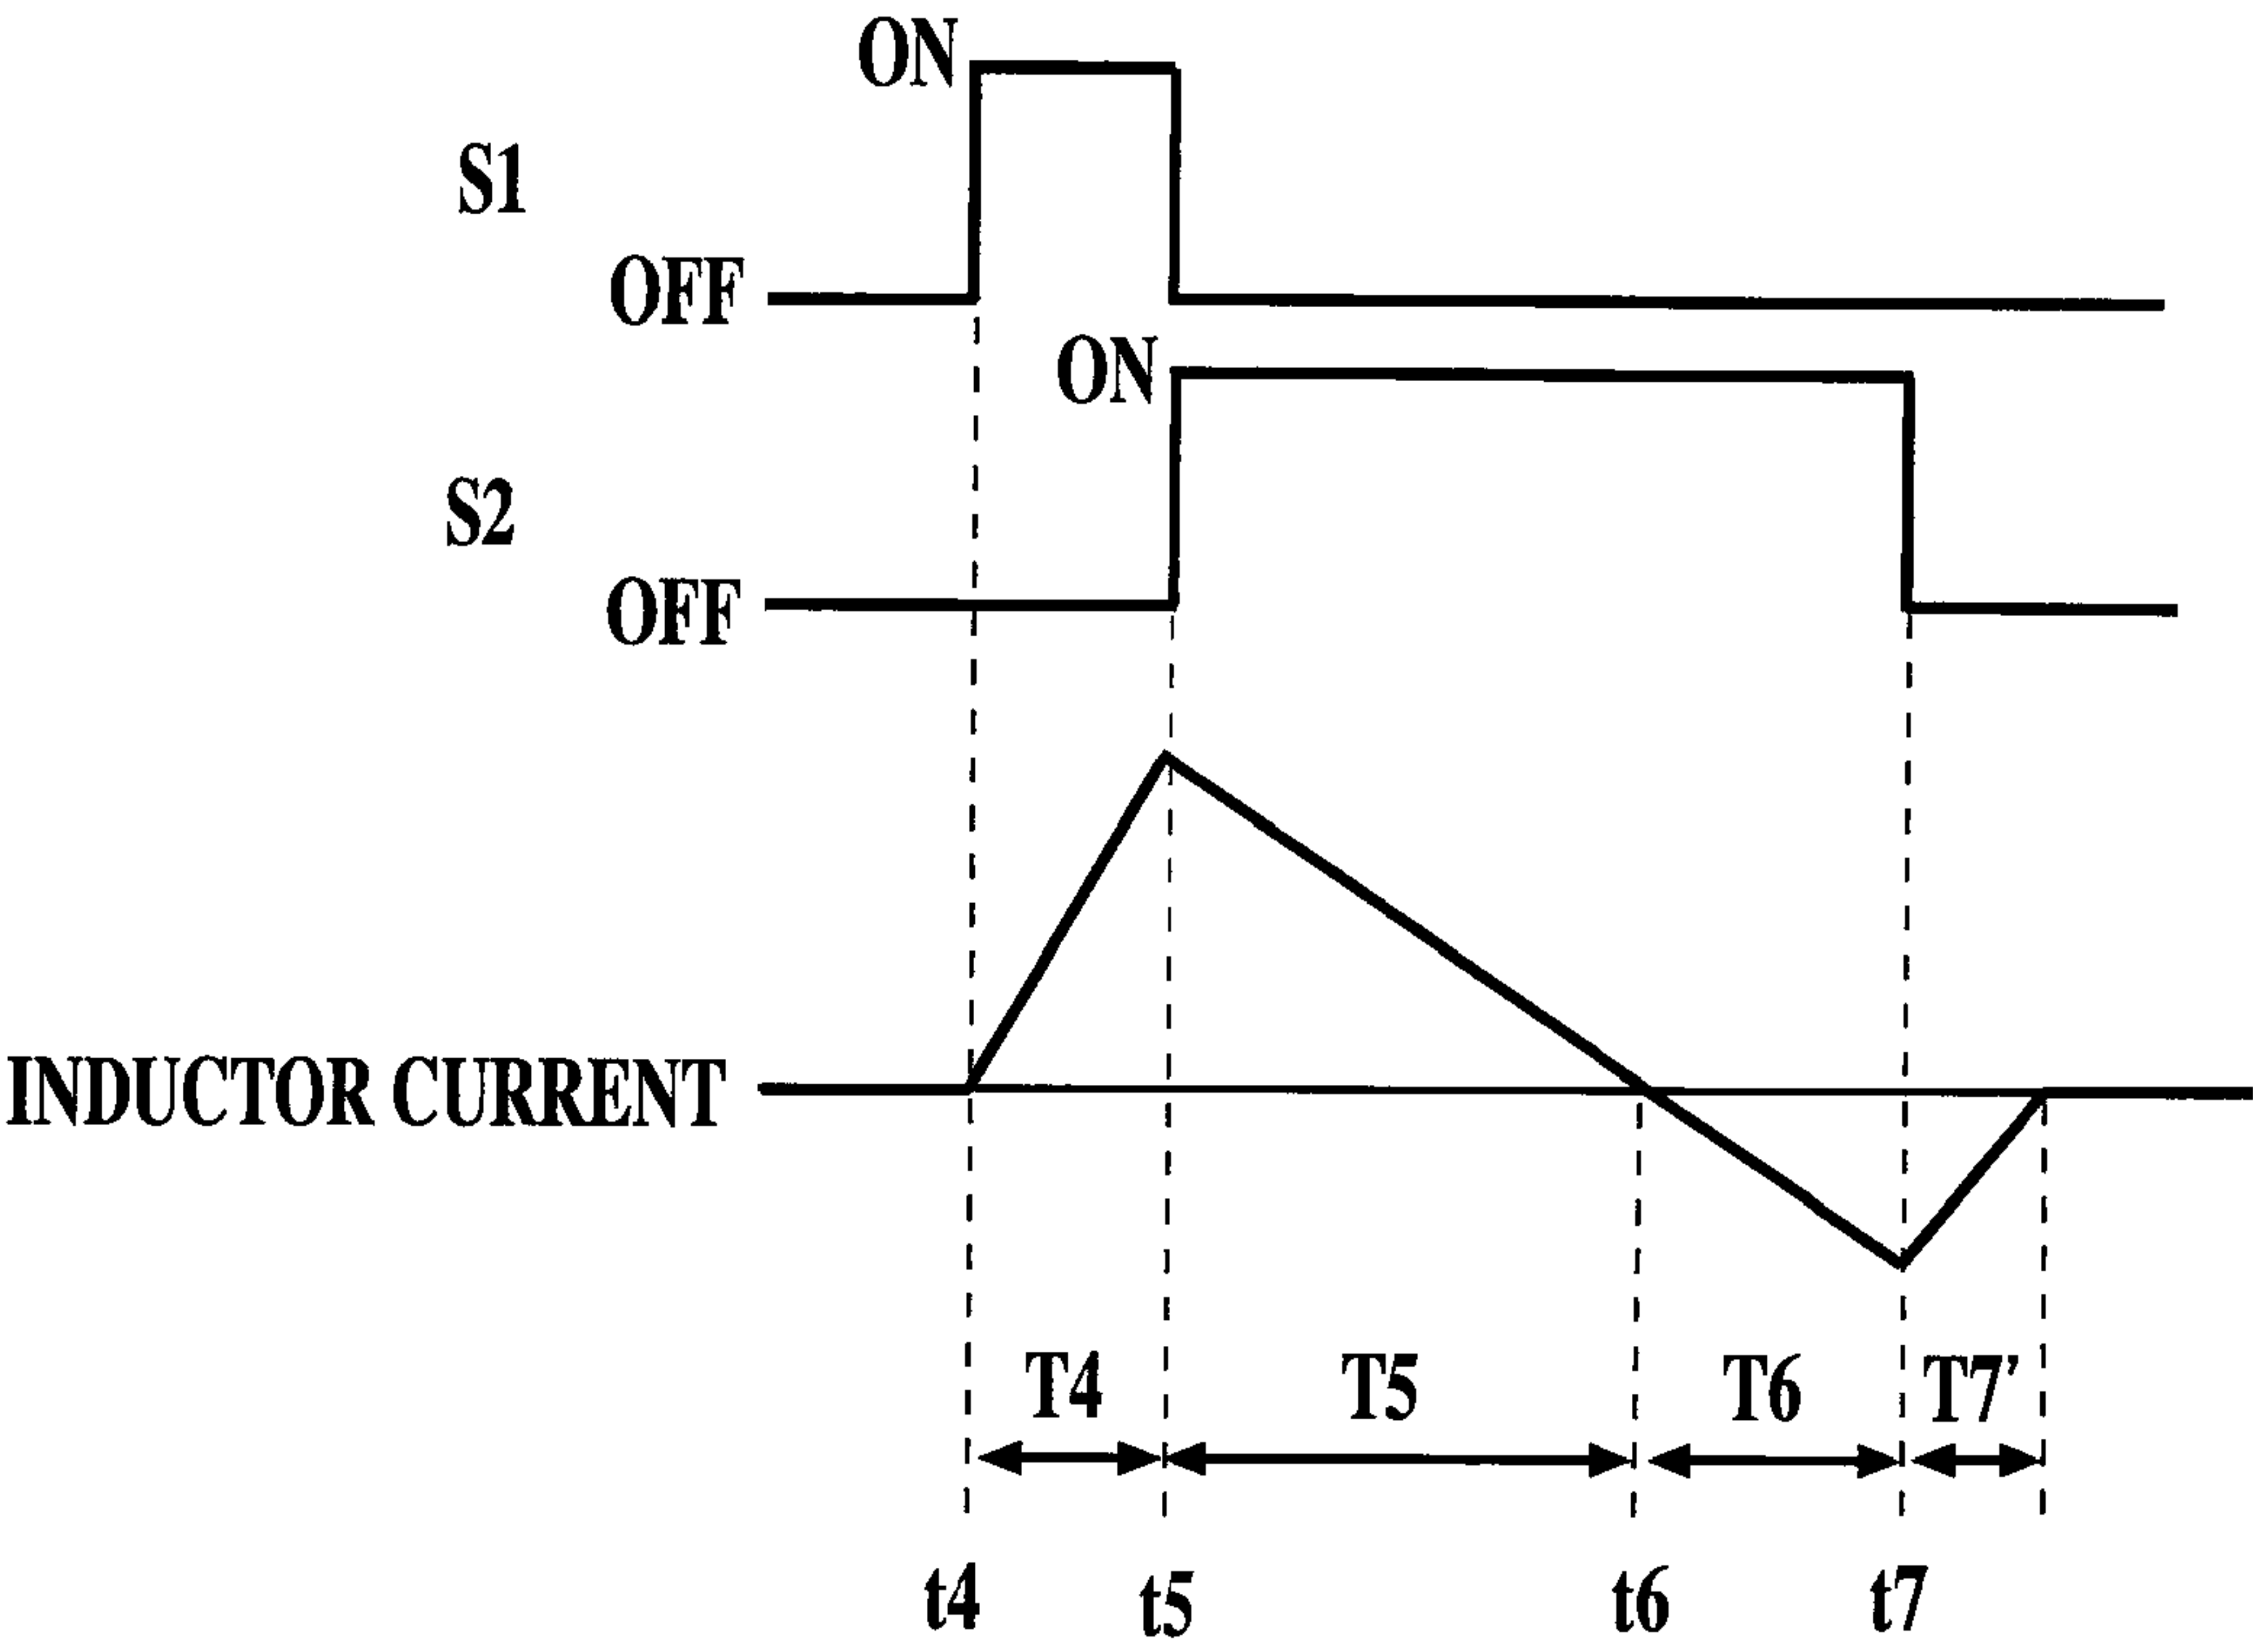 ON
S1
OFF
ON
S2
OFF
INDUCTOR CURRENT
T4 T5 T6 T7’
t4 t5 t6 t7